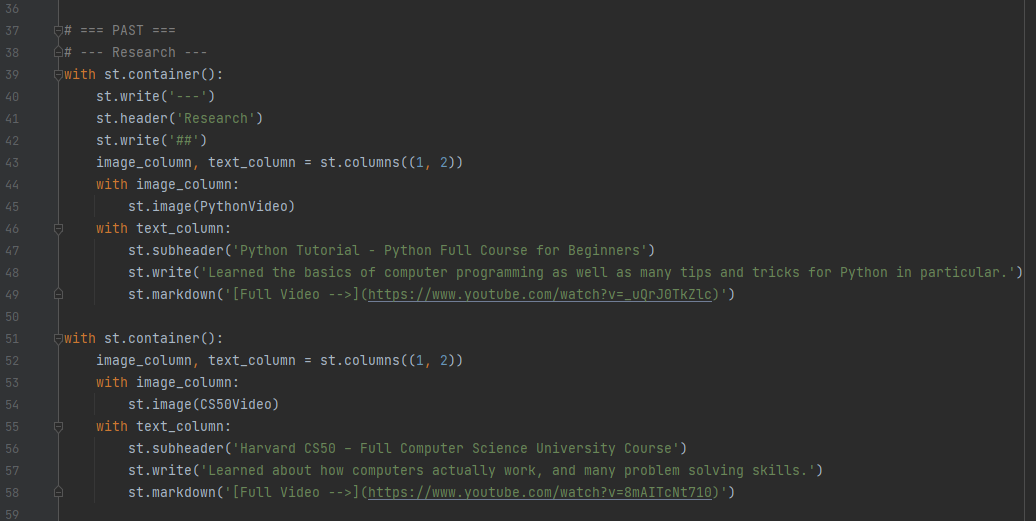 36
37 # === PAST ===
38 # --- Research ---
39 with st.container():
40     st.write('---')
41     st.header('Research')
42     st.write('##')
43     image_column, text_column = st.columns((1, 2))
44     with image_column:
45         st.image(PythonVideo)
46     with text_column:
47         st.subheader('Python Tutorial - Python Full Course for Beginners')
48         st.write('Learned the basics of computer programming as well as many tips and tricks for Python in particular.')
49         st.markdown('[Full Video -->](https://www.youtube.com/watch?v=_uQrJ0TkZlc)')
50
51 with st.container():
52     image_column, text_column = st.columns((1, 2))
53     with image_column:
54         st.image(CS50Video)
55     with text_column:
56         st.subheader('Harvard CS50 – Full Computer Science University Course')
57         st.write('Learned about how computers actually work, and many problem solving skills.')
58         st.markdown('[Full Video -->](https://www.youtube.com/watch?v=8mAITcNt710)')
59